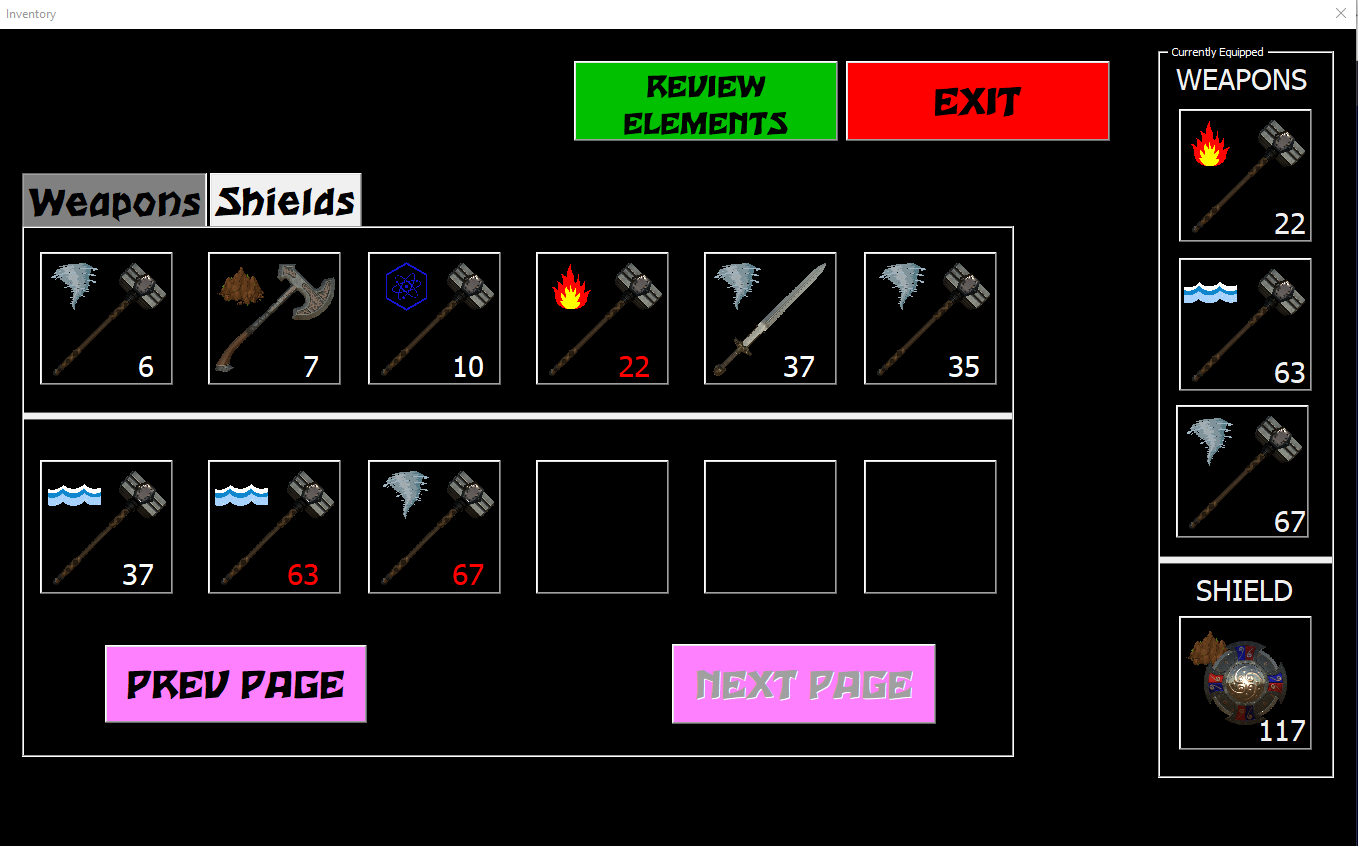 Inventory
REVIEW
ELEMENTS
EXIT
Weapons
Shields
6
7
10
22
37
35
37
63
67
PREV PAGE
NEXT PAGE
Currently Equipped
WEAPONS
22
63
67
SHIELD
117